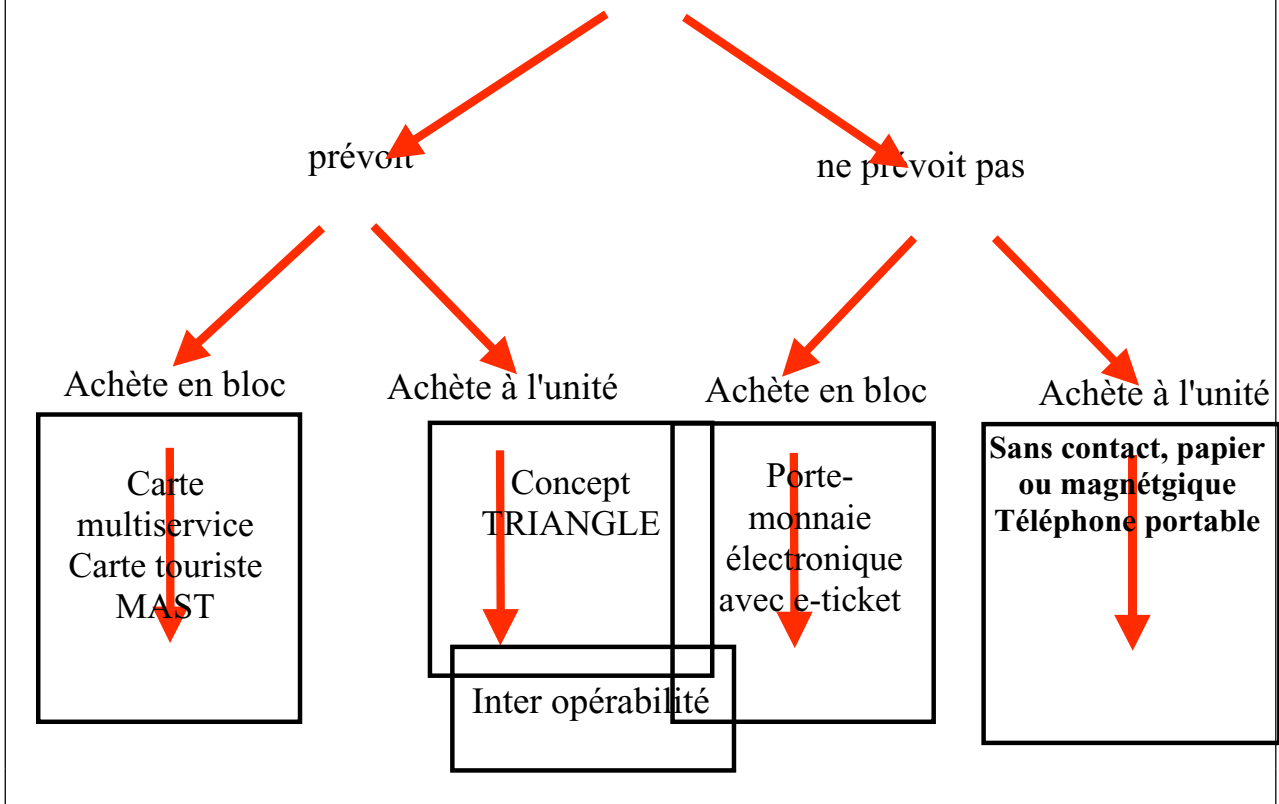 prévoit
ne prévoit pas
Achète en bloc
Achète à l'unité
Achète en bloc
Achète à l'unité
Carte
multiservice
Carte touriste
MAST
Concept
TRIANGLE
Porte-
monnaie
électronique
avec e-ticket
Sans contact, papier
ou magnétgique
Téléphone portable
Inter opérabilité